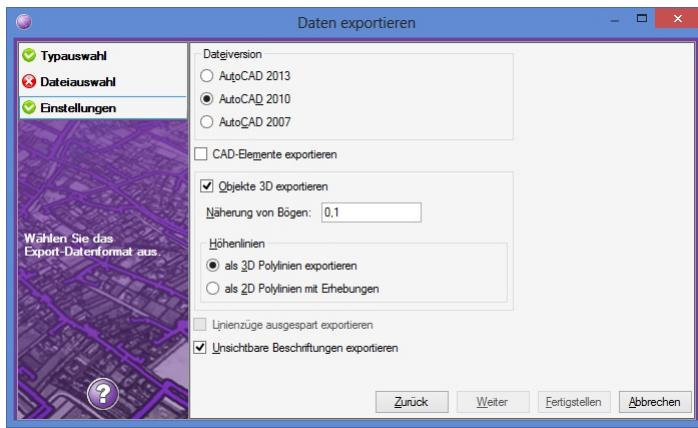 Daten exportieren
Typauswahl
Dateiauswahl
Einstellungen
Wählen Sie das
Export-Datenformat aus.
?
Dateiversion
AutoCAD 2013
AutoCAD 2010
AutoCAD 2007
CAD-Elemente exportieren
Objekte 3D exportieren
Näherung von Bögen: 0,1
Höhenlinien
als 3D Polylinien exportieren
als 2D Polylinien mit Erhebungen
Linienzüge ausgespart exportieren
Unsichtbare Beschriftungen exportieren
Zurück Weiter Fertigstellen Abbrechen